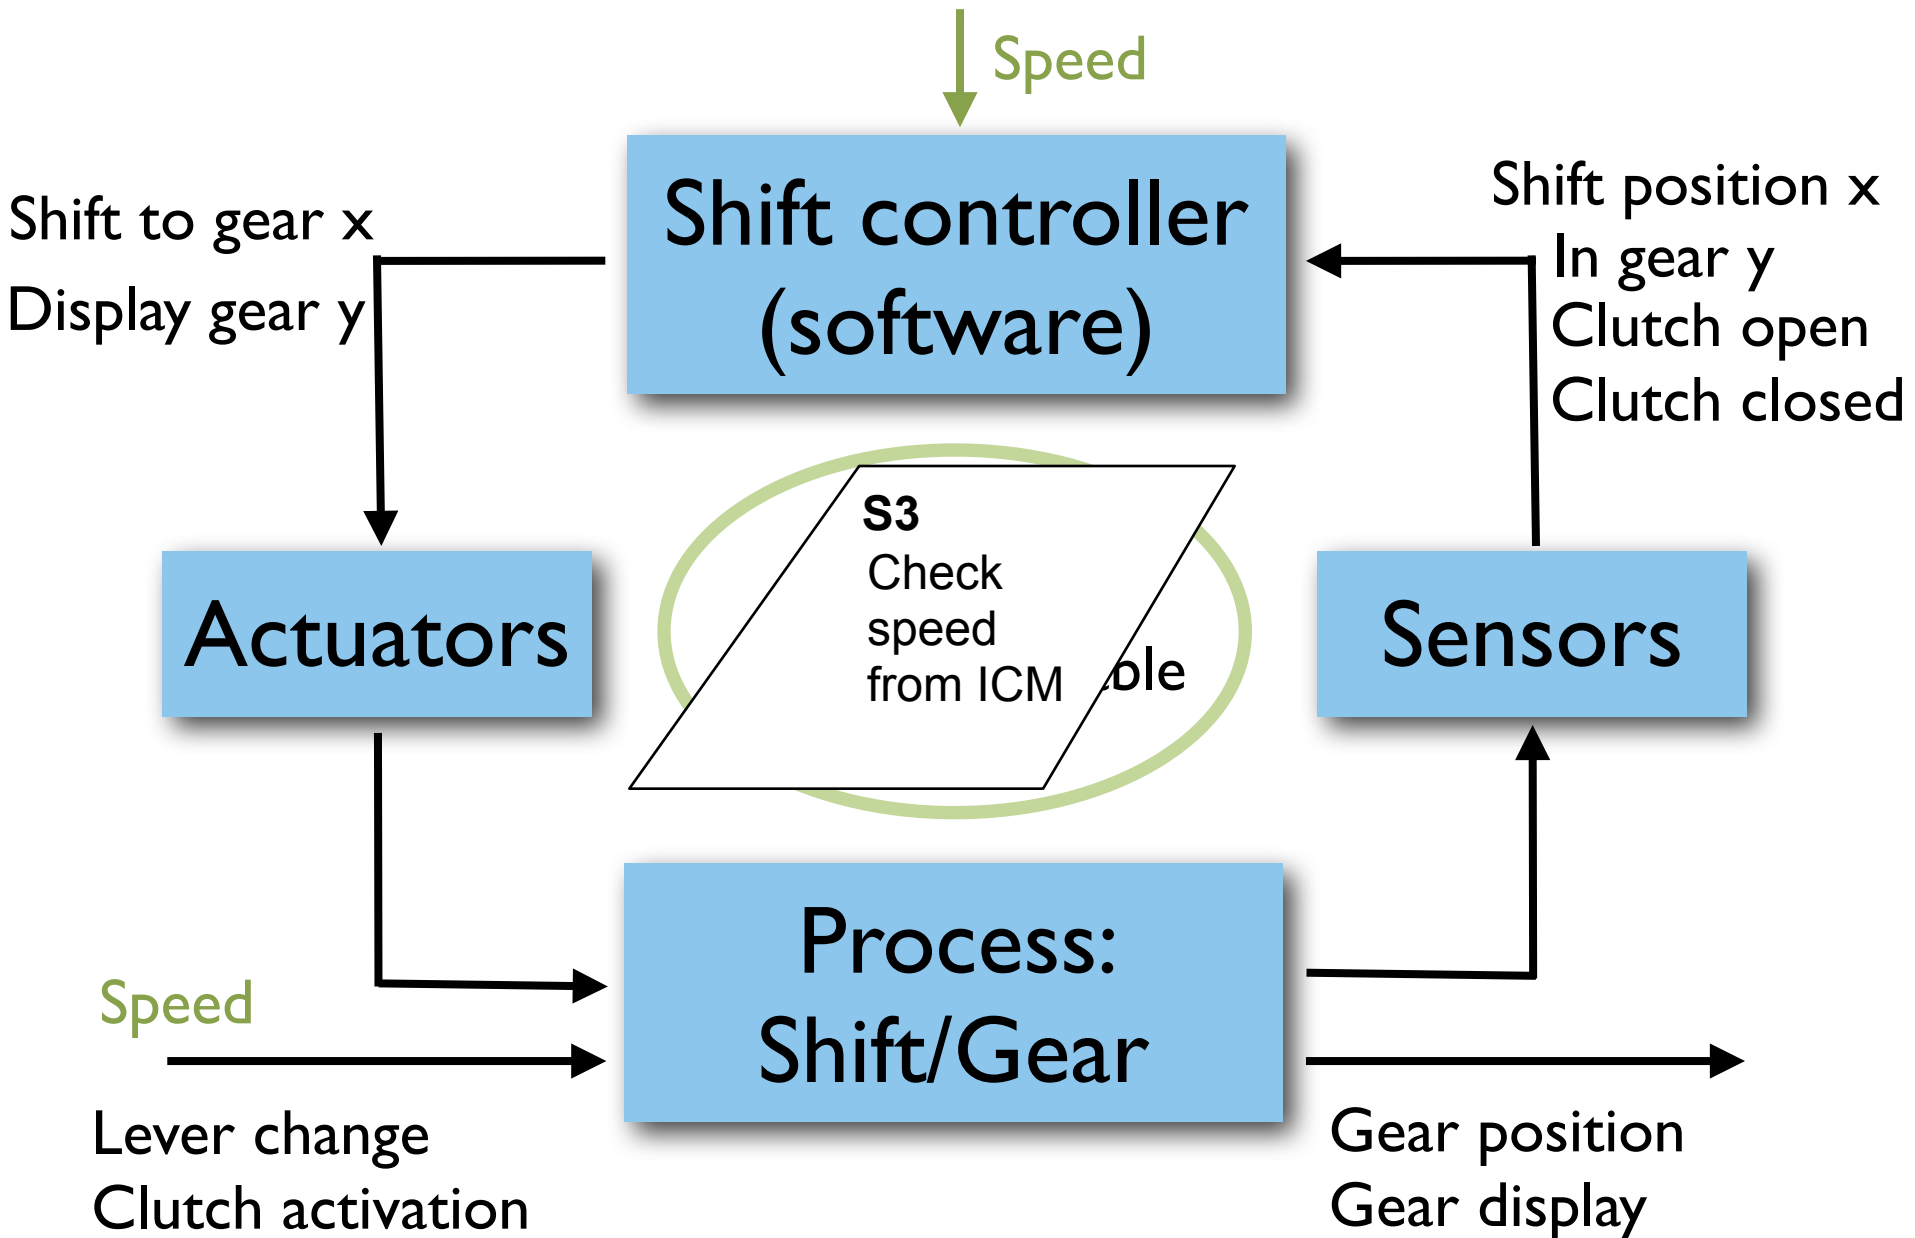 Speed
Shift controller
(software)
Shift to gear x
Display gear y
Shift position x
In gear y
Clutch open
Clutch closed
Actuators
S3
Check
speed
from ICM
Sensors
Process:
Shift/Gear
Speed
Lever change
Clutch activation
Gear position
Gear display